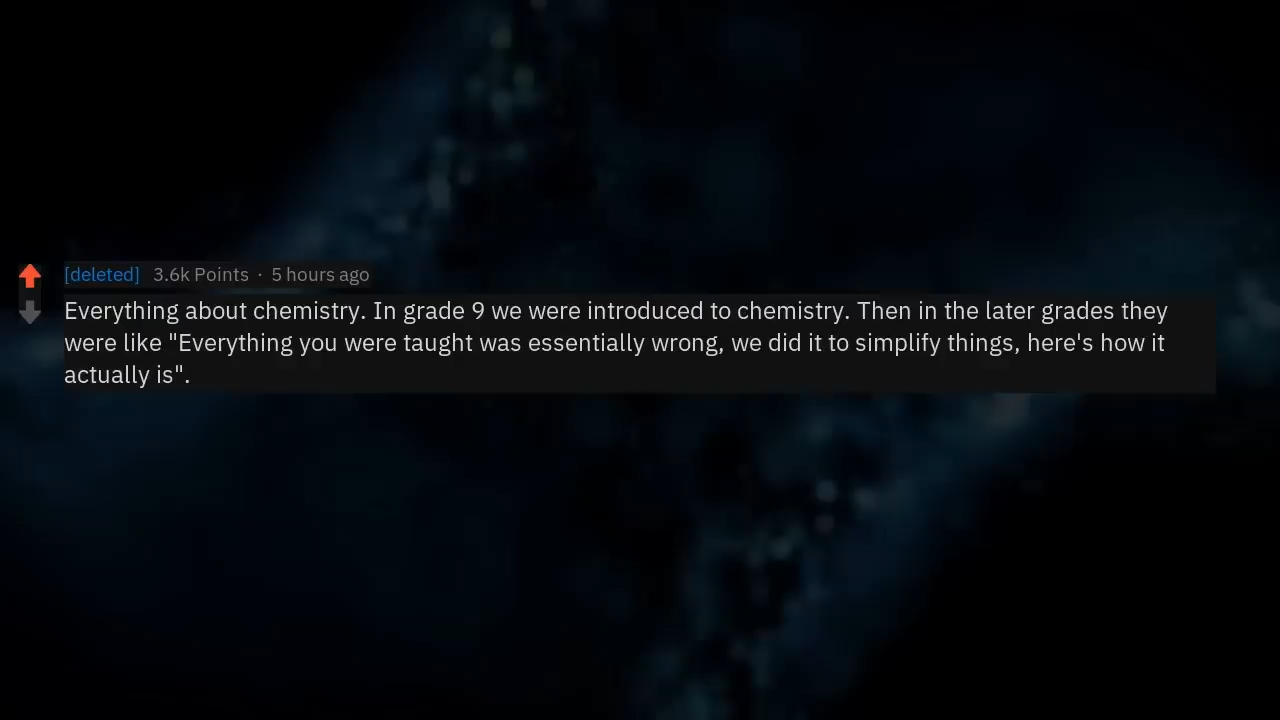 [deleted] 3.6k Points · 5 hours ago
Everything about chemistry. In grade 9 we were introduced to chemistry. Then in the later grades they
were like "Everything you were taught was essentially wrong, we did it to simplify things, here's how it
actually is".